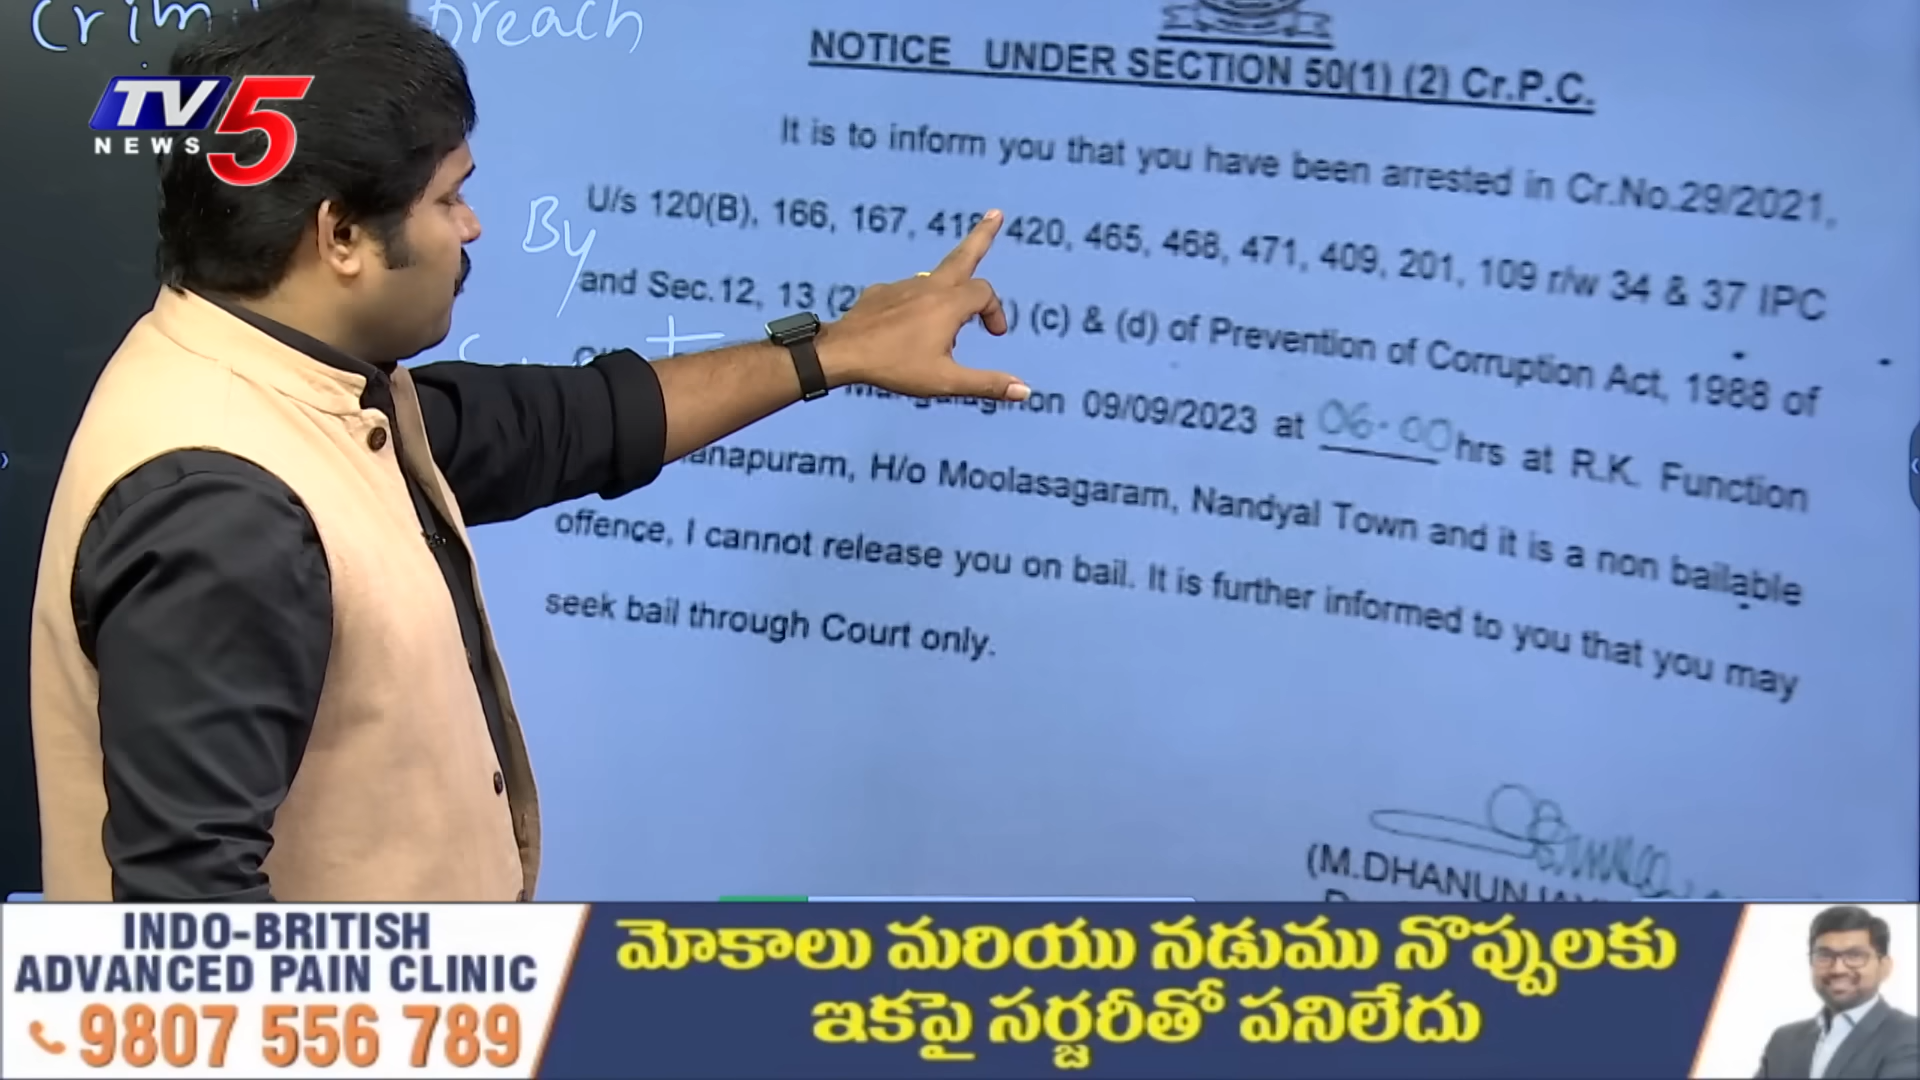 breach
TV5
NEWS
NOTICE UNDER SECTION 50(1) (2) Cr.P.C.
It is to inform you that you have been arrested in Cr.No.29/2021,
By
U/s 120(B), 166, 167, 418, 420, 465, 468, 471, 409, 201, 109 r/w 34 & 37 IPC
and Sec.12, 13 (2) (c) & (d) of Prevention of Corruption Act, 1988 of
09/09/2023 at 06-00 hrs at R.K. Function
H/o Moolasagaram, Nandyal Town and it is a non bailable
offence, I cannot release you on bail. It is further informed to you that you may
seek bail through Court only.
INDO-BRITISH
ADVANCED PAIN CLINIC
9807 556 789
మోకాలు మరియు నడుము నొప్పులకు
ఇకపై సర్జరీతో పనిలేదు